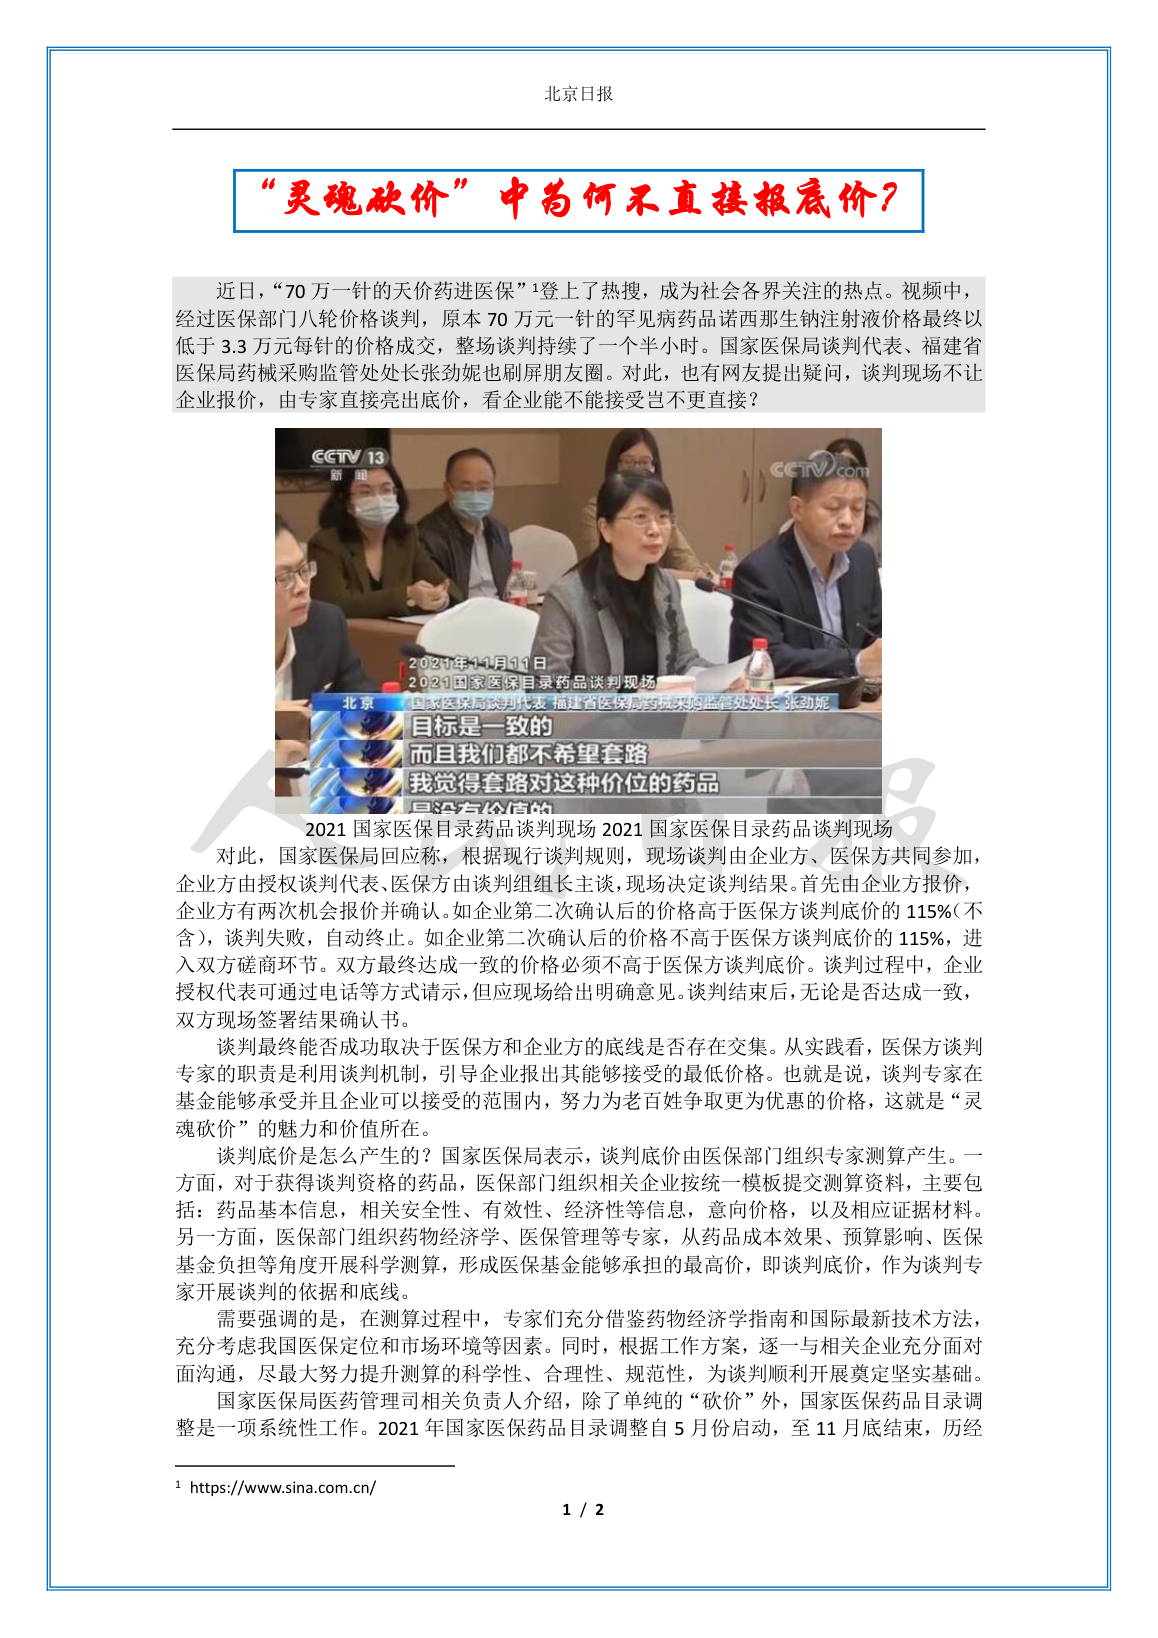 北京日报
“灵魂砍价”中为何不直接报底价？
近日，“70 万一针的天价药进医保”1登上了热搜，成为社会各界关注的热点。视频中，
经过医保部门八轮价格谈判，原本 70 万元一针的罕见病药品诺西那生钠注射液价格最终以
低于 3.3 万元每针的价格成交，整场谈判持续了一个半小时。国家医保局谈判代表、福建省
医保局药械采购监管处处长张劲妮也刷屏朋友圈。对此，也有网友提出疑问，谈判现场不让
企业报价，由专家直接亮出底价，看企业能不能接受岂不更直接？
CCTV 13
新闻
CCTV.com
2021年11月11日
2021国家医保目录药品谈判现场
北京 国家医保局谈判代表 福建省医保局药械采购监管处处长 张劲妮
目标是一致的
而且我们都不希望套路
我觉得套路对这种价位的药品
是没有价值的
人民日报
2021 国家医保目录药品谈判现场 2021 国家医保目录药品谈判现场
对此，国家医保局回应称，根据现行谈判规则，现场谈判由企业方、医保方共同参加，
企业方由授权谈判代表、医保方由谈判组组长主谈，现场决定谈判结果。首先由企业方报价，
企业方有两次机会报价并确认。如企业第二次确认后的价格高于医保方谈判底价的 115%（不
含），谈判失败，自动终止。如企业第二次确认后的价格不高于医保方谈判底价的 115%，进
入双方磋商环节。双方最终达成一致的价格必须不高于医保方谈判底价。谈判过程中，企业
授权代表可通过电话等方式请示，但应现场给出明确意见。谈判结束后，无论是否达成一致，
双方现场签署结果确认书。
谈判最终能否成功取决于医保方和企业方的底线是否存在交集。从实践看，医保方谈判
专家的职责是利用谈判机制，引导企业报出其能够接受的最低价格。也就是说，谈判专家在
基金能够承受并且企业可以接受的范围内，努力为老百姓争取更为优惠的价格，这就是“灵
魂砍价”的魅力和价值所在。
谈判底价是怎么产生的？国家医保局表示，谈判底价由医保部门组织专家测算产生。一
方面，对于获得谈判资格的药品，医保部门组织相关企业按统一模板提交测算资料，主要包
括：药品基本信息，相关安全性、有效性、经济性等信息，意向价格，以及相应证据材料。
另一方面，医保部门组织药物经济学、医保管理等专家，从药品成本效果、预算影响、医保
基金负担等角度开展科学测算，形成医保基金能够承担的最高价，即谈判底价，作为谈判专
家开展谈判的依据和底线。
需要强调的是，在测算过程中，专家们充分借鉴药物经济学指南和国际最新技术方法，
充分考虑我国医保定位和市场环境等因素。同时，根据工作方案，逐一与相关企业充分面对
面沟通，尽最大努力提升测算的科学性、合理性、规范性，为谈判顺利开展奠定坚实基础。
国家医保局医药管理司相关负责人介绍，除了单纯的“砍价”外，国家医保药品目录调
整是一项系统性工作。2021 年国家医保药品目录调整自 5 月份启动，至 11 月底结束，历经
1 https://www.sina.com.cn/
1 / 2